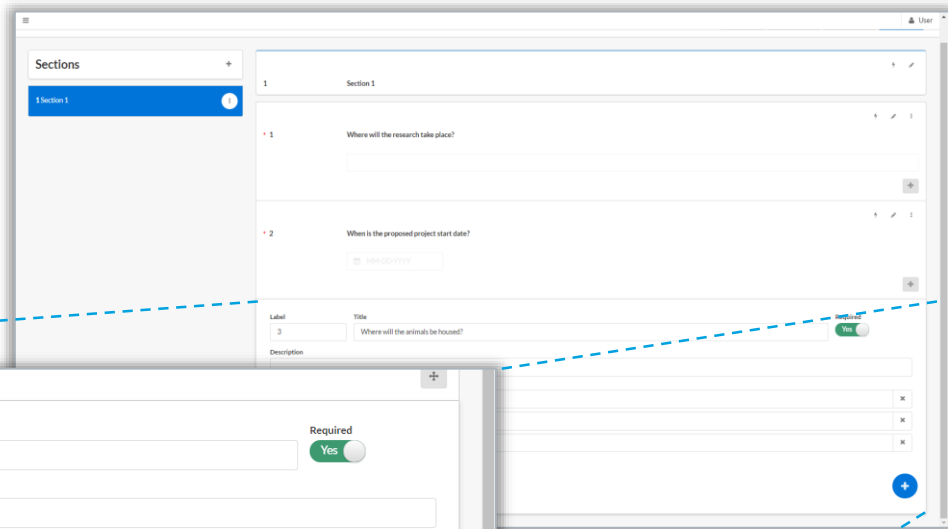 User
Sections +
1 Section 1
1
1 Section 1
* 1 Where will the research take place?
* 2 When is the proposed project start date?
MM-DD-YYYY
Label Title Required
3 Where will the animals be housed? Yes
Description
Required
Yes